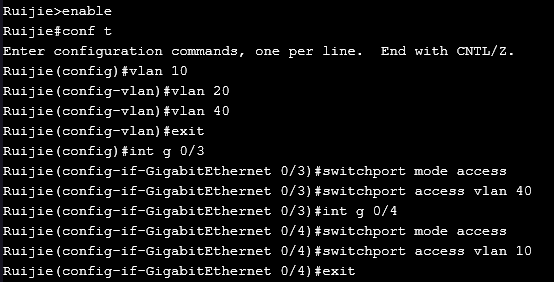 Ruijie>enable
Ruijie#conf t
Enter configuration commands, one per line.  End with CNTL/Z.
Ruijie(config)#vlan 10
Ruijie(config-vlan)#vlan 20
Ruijie(config-vlan)#vlan 40
Ruijie(config-vlan)#exit
Ruijie(config)#int g 0/3
Ruijie(config-if-GigabitEthernet 0/3)#switchport mode access
Ruijie(config-if-GigabitEthernet 0/3)#switchport access vlan 40
Ruijie(config-if-GigabitEthernet 0/3)#int g 0/4
Ruijie(config-if-GigabitEthernet 0/4)#switchport mode access
Ruijie(config-if-GigabitEthernet 0/4)#switchport access vlan 10
Ruijie(config-if-GigabitEthernet 0/4)#exit